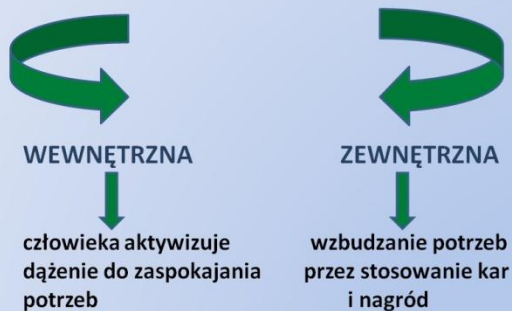 WEWNĘTRZNA
człowieka aktywizuje
dążenie do zaspokajania
potrzeb
ZEWNĘTRZNA
wzbudzanie potrzeb
przez stosowanie kar
i nagród